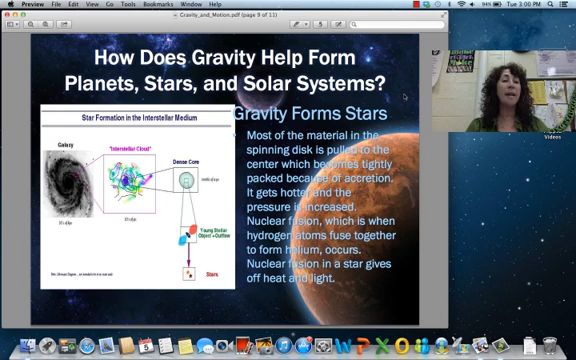 Preview File Edit View Go Tools Bookmarks Window Help
94% Tue 3:00 PM
Gravity_and_Motion.pdf (page 9 of 11)
How Does Gravity Help Form
Planets, Stars, and Solar Systems?
Star Formation in the Interstellar Medium
Galaxy
"Interstellar Cloud"
Dense Core
Young Stellar
Object +Outflow
Stars
Gravity Forms Stars
Most of the material in the
spinning disk is pulled to the
center which becomes tightly
packed because of accretion.
It gets hotter and the
pressure is increased.
Nuclear fusion, which is when
hydrogen atoms fuse together
to form helium, occurs.
Nuclear fusion in a star gives
off heat and light.
Videos